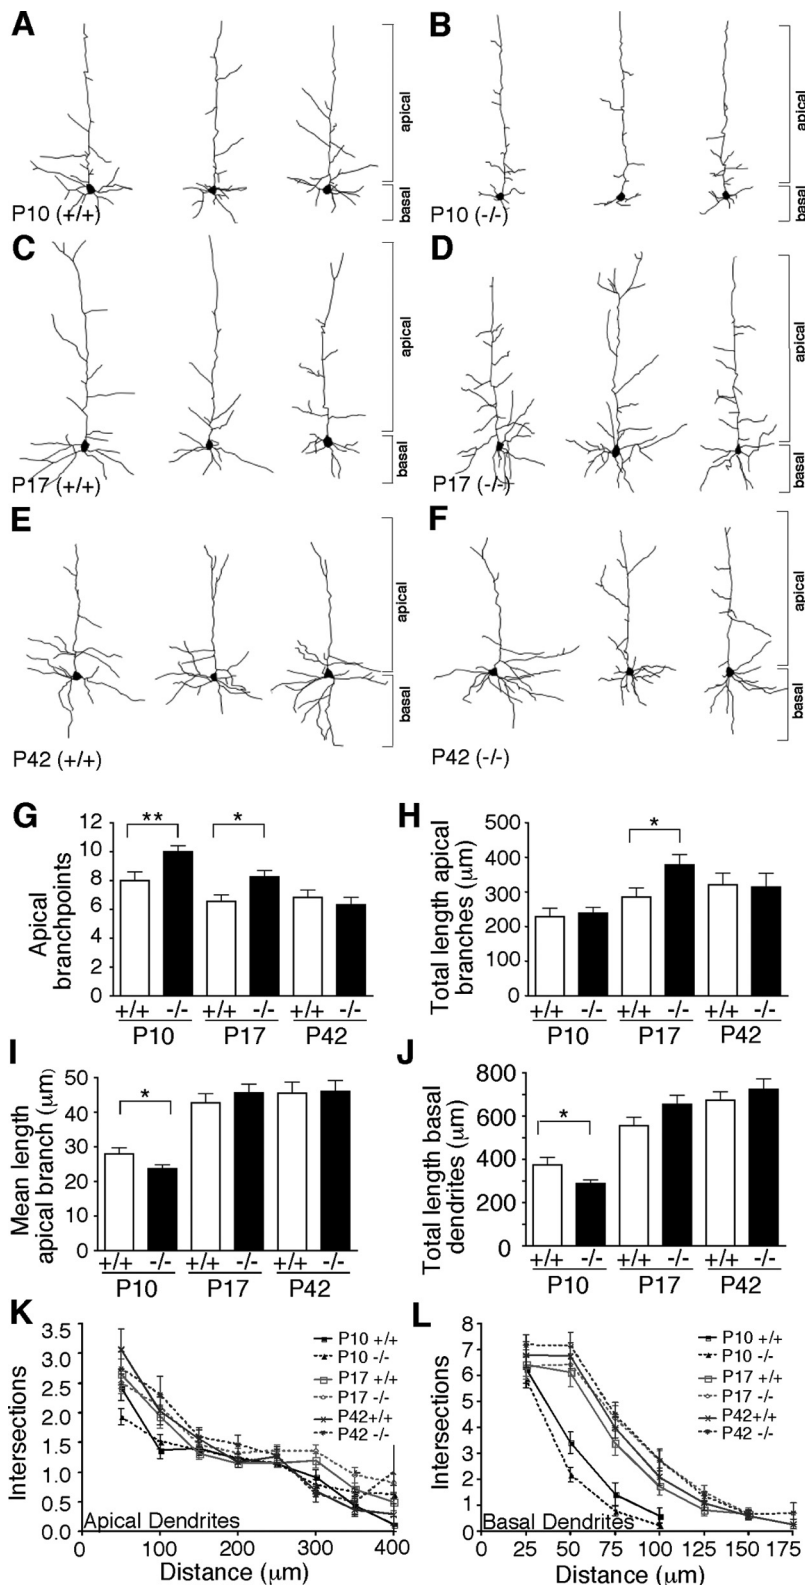 A
B
apical
basal
P10 (+/+)
apical
basal
P10 (-/-)
C
D
apical
basal
P17 (+/+)
apical
basal
P17 (-/-)
E
F
apical
basal
P42 (+/+)
apical
basal
P42 (-/-)
G
Apical branchpoints
12
10
8
6
4
2
0
** *
+/+ -/- +/+ -/- +/+ -/-
P10 P17 P42
H
Total length apical branches (µm)
500
400
300
200
100
0
*
+/+ -/- +/+ -/- +/+ -/-
P10 P17 P42
I
Mean length apical branch (µm)
50
40
30
20
10
0
*
+/+ -/- +/+ -/- +/+ -/-
P10 P17 P42
J
Total length basal dendrites (µm)
800
600
400
200
0
*
+/+ -/- +/+ -/- +/+ -/-
P10 P17 P42
K
Intersections
3.5
3.0
2.5
2.0
1.5
1.0
0.5
0.0
P10 +/+
P10 -/-
P17 +/+
P17 -/-
P42+/+
P42 -/-
Apical Dendrites
0 100 200 300 400
Distance (µm)
L
Intersections
8
7
6
5
4
3
2
1
0
P10 +/+
P10 -/-
P17 +/+
P17 -/-
P42+/+
P42 -/-
Basal Dendrites
0 25 50 75 100 125 150 175
Distance (µm)